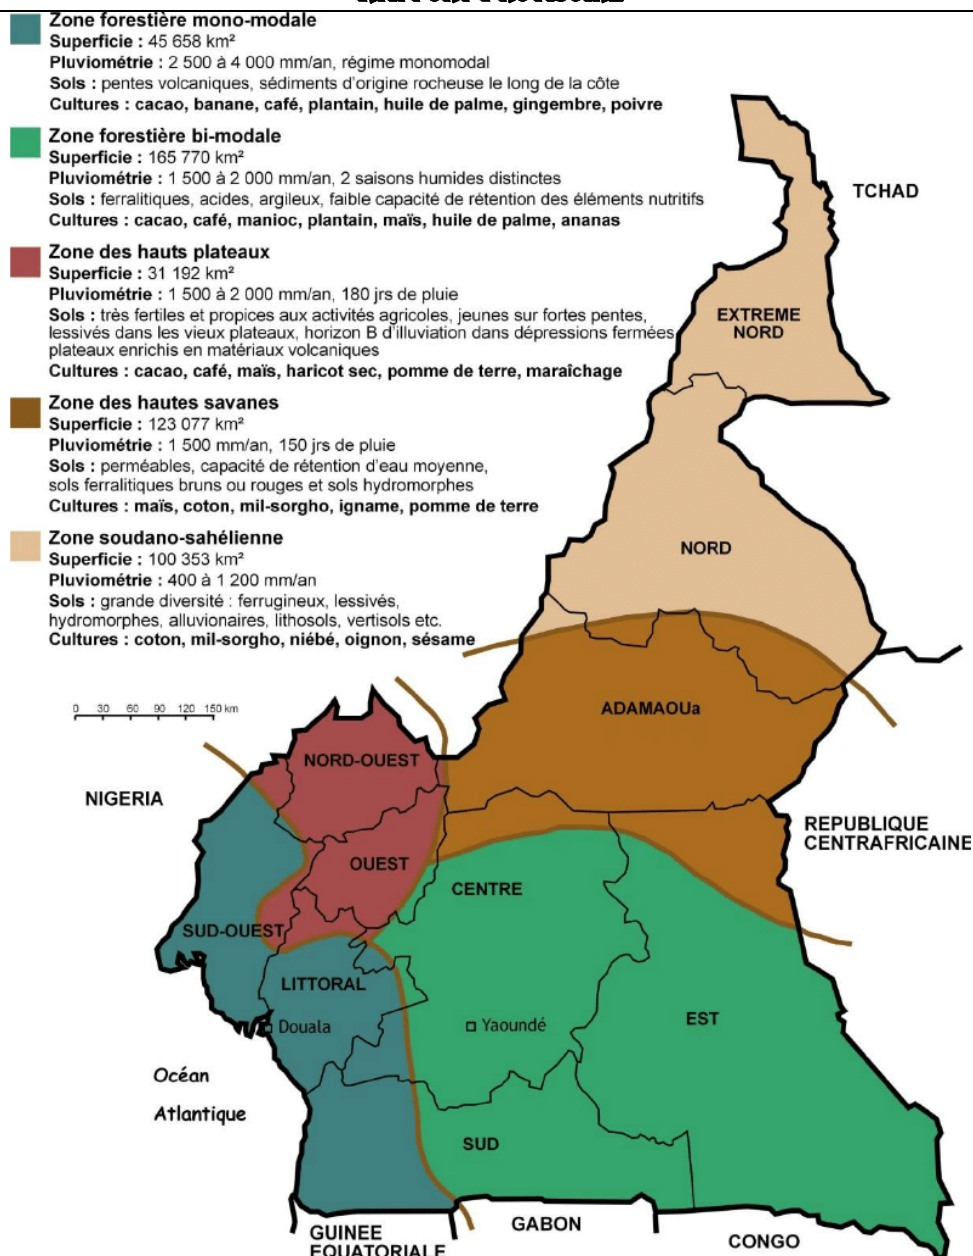 Zone forestière mono-modale
Superficie : 45 658 km²
Pluviométrie : 2 500 à 4 000 mm/an, régime monomodal
Sols : pentes volcaniques, sédiments d'origine rocheuse le long de la côte
Cultures : cacao, banane, café, plantain, huile de palme, gingembre, poivre
Zone forestière bi-modale
Superficie : 165 770 km²
Pluviométrie : 1 500 à 2 000 mm/an, 2 saisons humides distinctes
Sols : ferralitiques, acides, argileux, faible capacité de rétention des éléments nutritifs
Cultures : cacao, café, manioc, plantain, maïs, huile de palme, ananas
Zone des hauts plateaux
Superficie : 31 192 km²
Pluviométrie : 1 500 à 2 000 mm/an, 180 jrs de pluie
Sols : très fertiles et propices aux activités agricoles, jeunes sur fortes pentes,
lessivés dans les vieux plateaux, horizon B d'illuviation dans dépressions fermées
plateaux enrichis en matériaux volcaniques
Cultures : cacao, café, maïs, haricot sec, pomme de terre, maraîchage
Zone des hautes savanes
Superficie : 123 077 km²
Pluviométrie : 1 500 mm/an, 150 jrs de pluie
Sols : perméables, capacité de rétention d'eau moyenne,
sols ferralitiques bruns ou rouges et sols hydromorphes
Cultures : maïs, coton, mil-sorgho, igname, pomme de terre
Zone soudano-sahélienne
Superficie : 100 353 km²
Pluviométrie : 400 à 1 200 mm/an
Sols : grande diversité : ferrugineux, lessivés,
hydromorphes, alluvionaires, lithosols, vertisols etc.
Cultures : coton, mil-sorgho, niébé, oignon, sésame
0 30 60 90 120 150 km
TCHAD
EXTREME
NORD
NORD
ADAMAOUa
NORD-OUEST
NIGERIA
REPUBLIQUE
CENTRAFRICAINE
OUEST
CENTRE
SUD-OUEST
LITTORAL
EST
Douala
Yaoundé
Océan
Atlantique
SUD
GUINEE
EQUATORIALE
GABON
CONGO